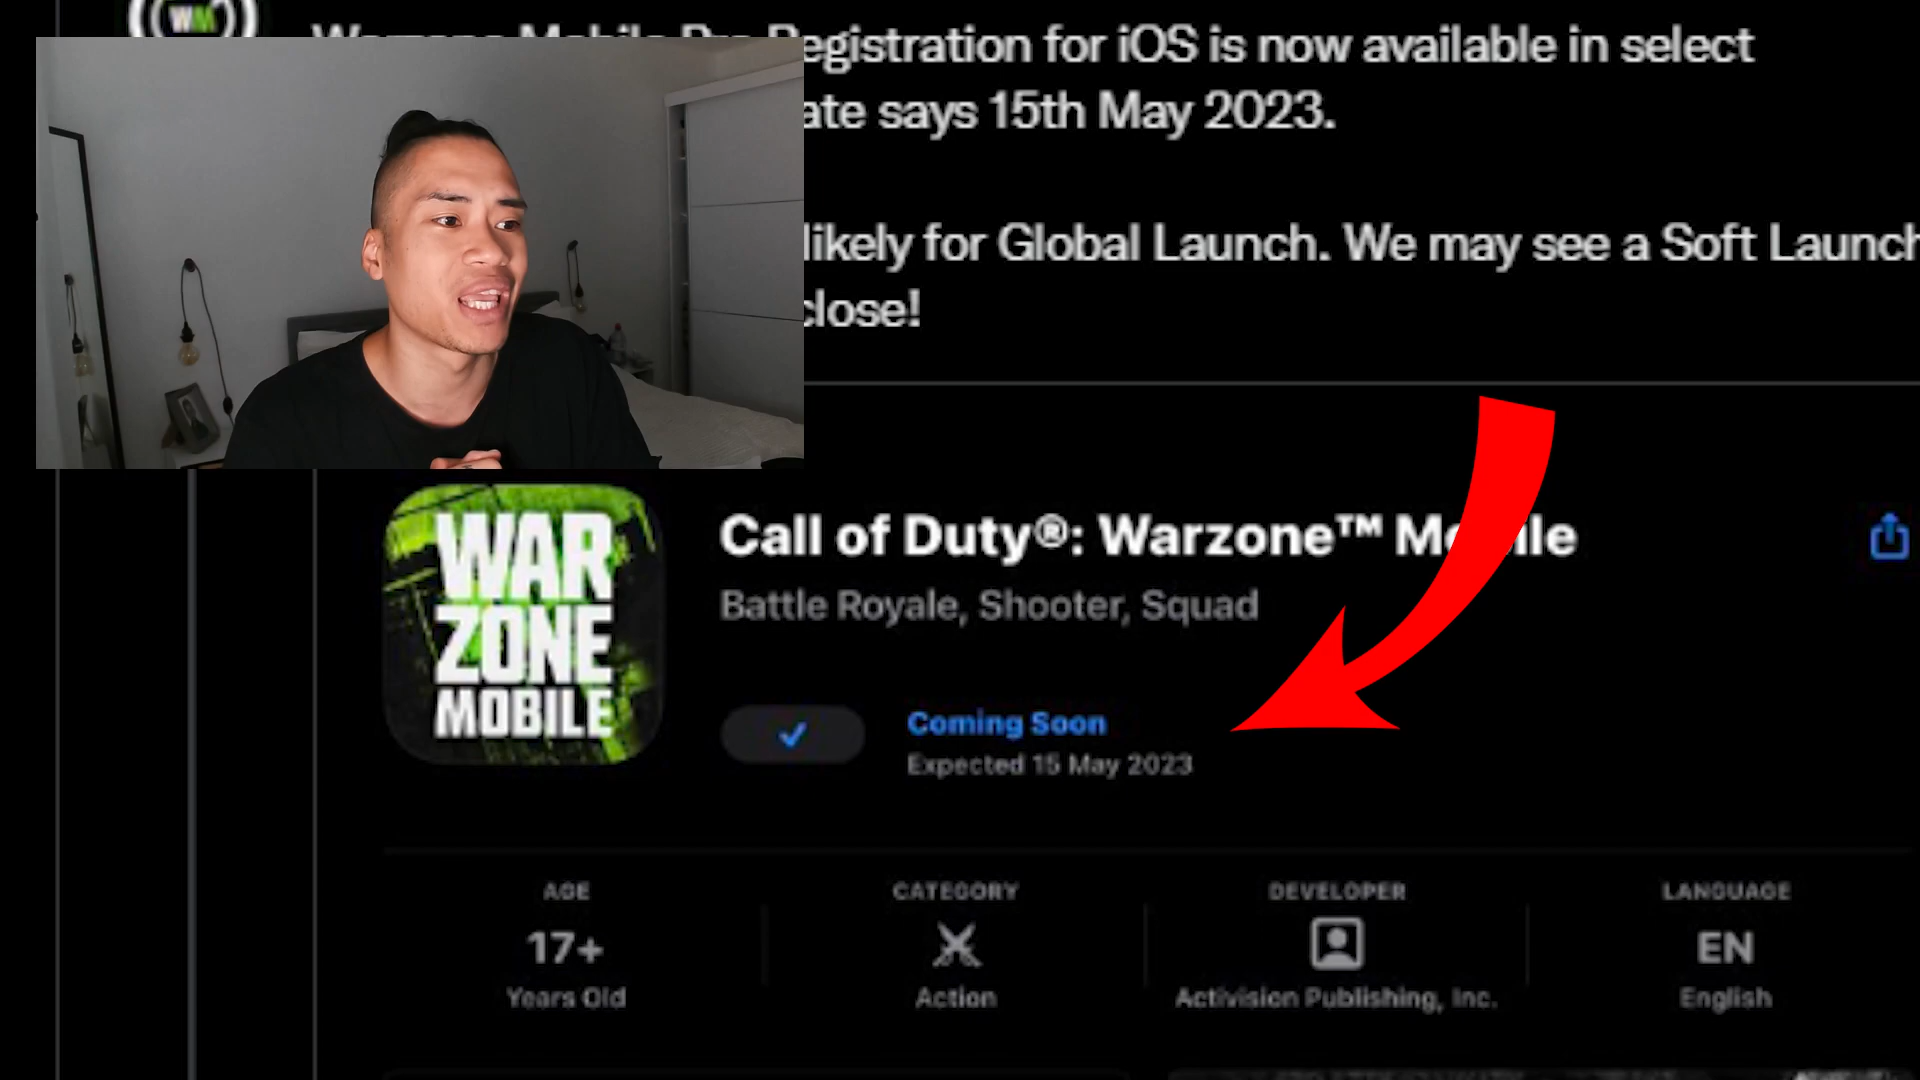 WM
egistration for iOS is now available in select
ate says 15th May 2023.
likely for Global Launch. We may see a Soft Launch
close!
WAR
ZONE
MOBILE
Call of Duty®: Warzone™ Mobile
Battle Royale, Shooter, Squad
Coming Soon
Expected 15 May 2023
AGE
CATEGORY
DEVELOPER
LANGUAGE
17+
EN
Years Old
Action
Activision Publishing, Inc.
English